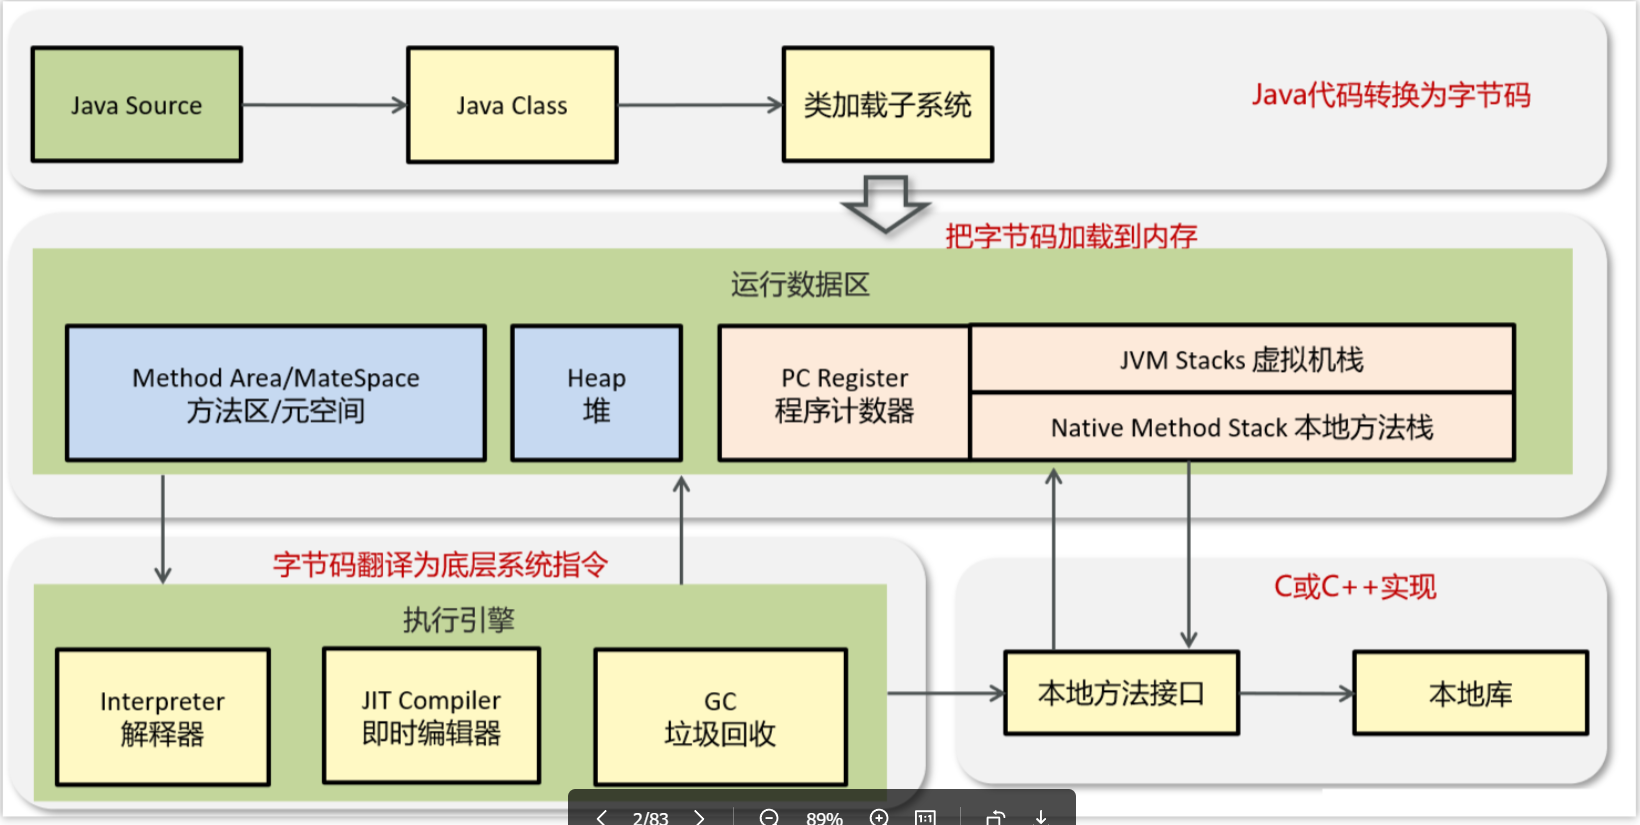 Java Source
Java Class
类加载子系统
Java代码转换为字节码
把字节码加载到内存
运行数据区
Method Area/MateSpace
方法区/元空间
Heap
堆
PC Register
程序计数器
JVM Stacks 虚拟机栈
Native Method Stack 本地方法栈
字节码翻译为底层系统指令
执行引擎
Interpreter
解释器
JIT Compiler
即时编辑器
GC
垃圾回收
C或C++实现
本地方法接口
本地库
2/83
89%
1:1